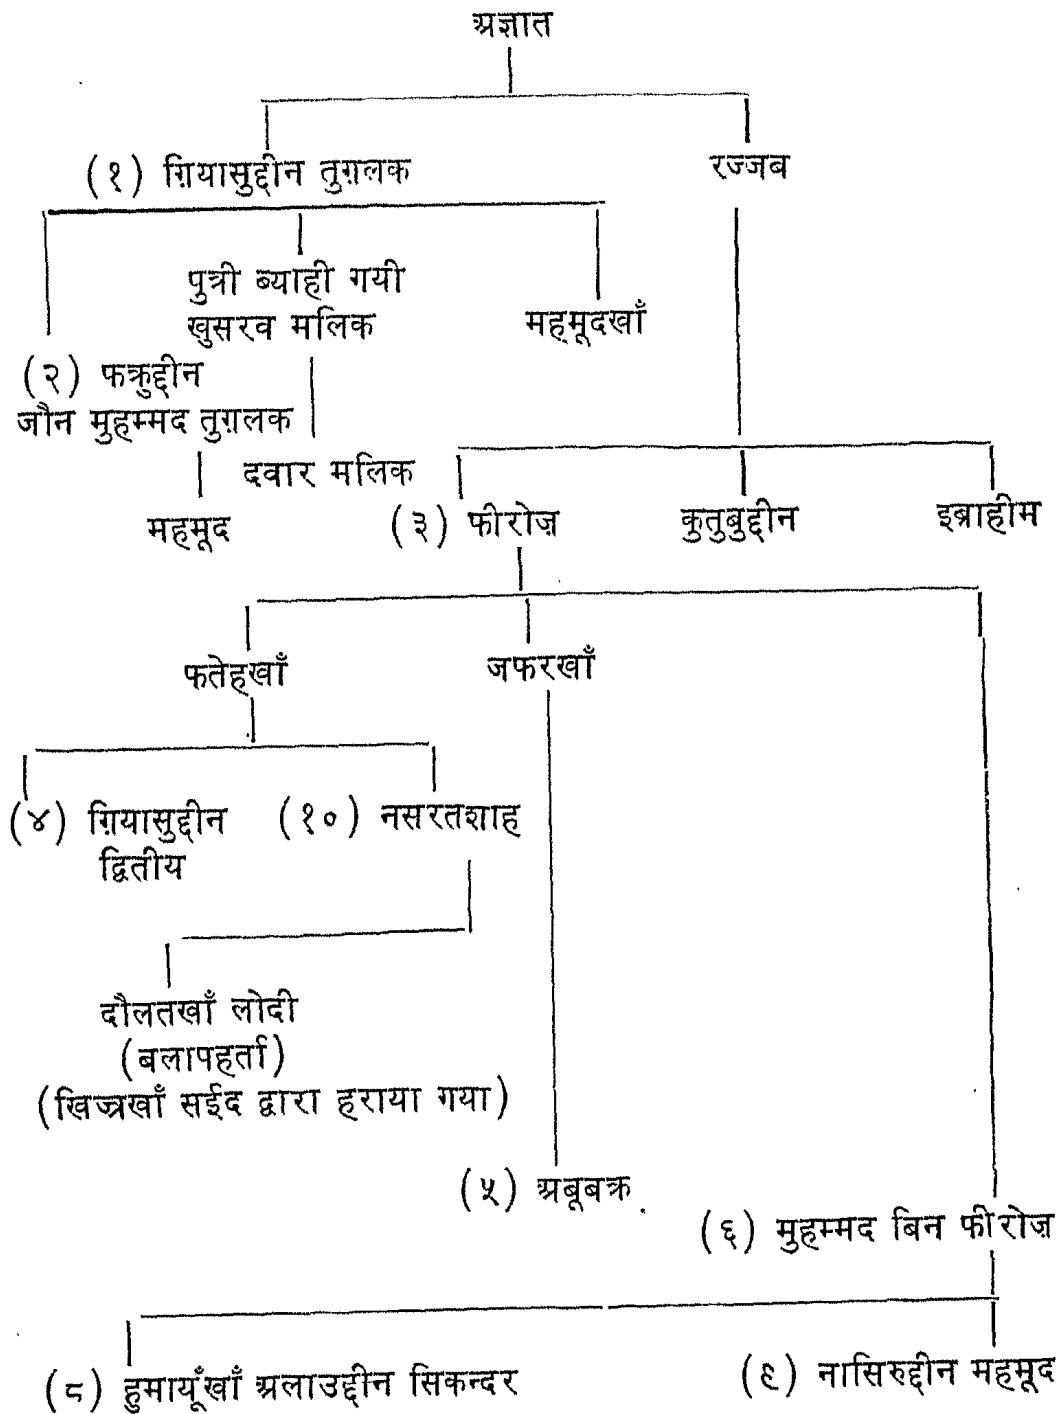 अज्ञात
(१) ग़ियासुद्दीन तुग़लक
रज्जब
पुत्री ब्याही गयी
खुसरव मलिक
महमूदखाँ
(२) फक्रुद्दीन
जौन मुहम्मद तुग़लक
दवार मलिक
महमूद
(३) फीरोज़
कुतुबुद्दीन
इब्राहीम
फतेहखाँ
जफरखाँ
(४) ग़ियासुद्दीन
द्वितीय
(१०) नसरतशाह
दौलतखाँ लोदी
(बलापहर्ता)
(खिज्रखाँ सईद द्वारा हराया गया)
(५) अबूबक्र
(६) मुहम्मद बिन फीरोज़
(८) हुमायूँखाँ अलाउद्दीन सिकन्दर
(९) नासिरुद्दीन महमूद